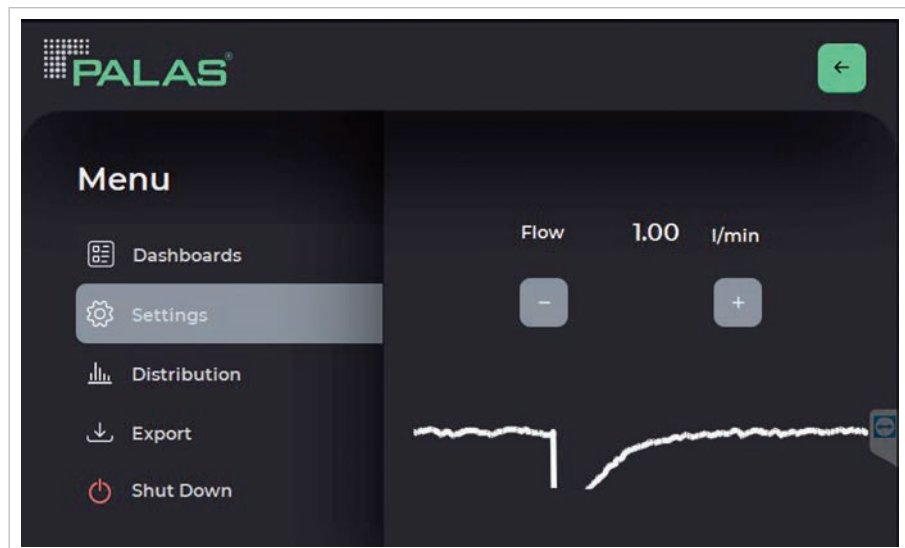 PALAS®
Menu
Dashboards
Settings
Distribution
Export
Shut Down
Flow 1.00 l/min
- +